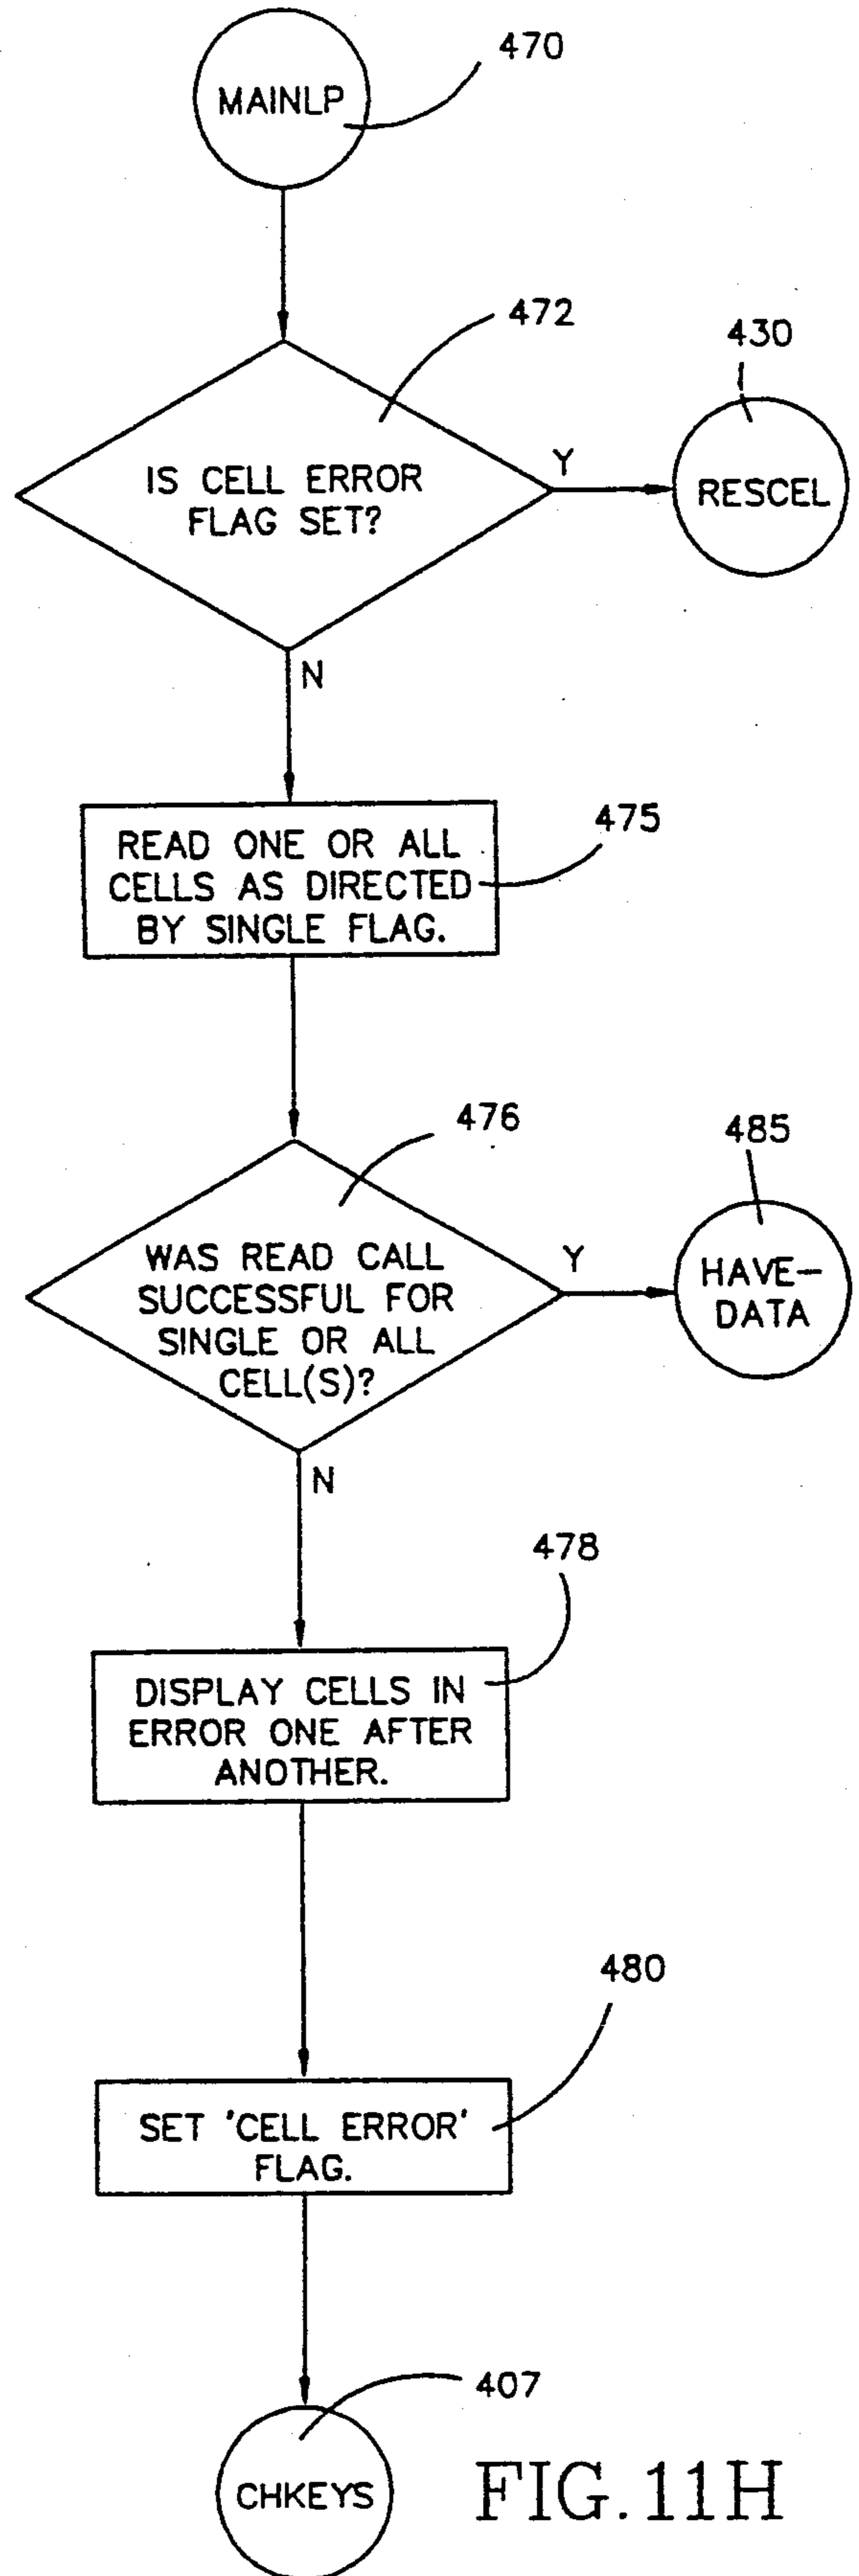 470
MAINLP
472
430
IS CELL ERROR
FLAG SET?
Y
RESCEL
N
475
READ ONE OR ALL
CELLS AS DIRECTED
BY SINGLE FLAG.
476
485
WAS READ CALL
SUCCESSFUL FOR
SINGLE OR ALL
CELL(S)?
Y
HAVE-
DATA
N
478
DISPLAY CELLS IN
ERROR ONE AFTER
ANOTHER.
480
SET 'CELL ERROR'
FLAG.
407
CHKEYS
FIG. 11H